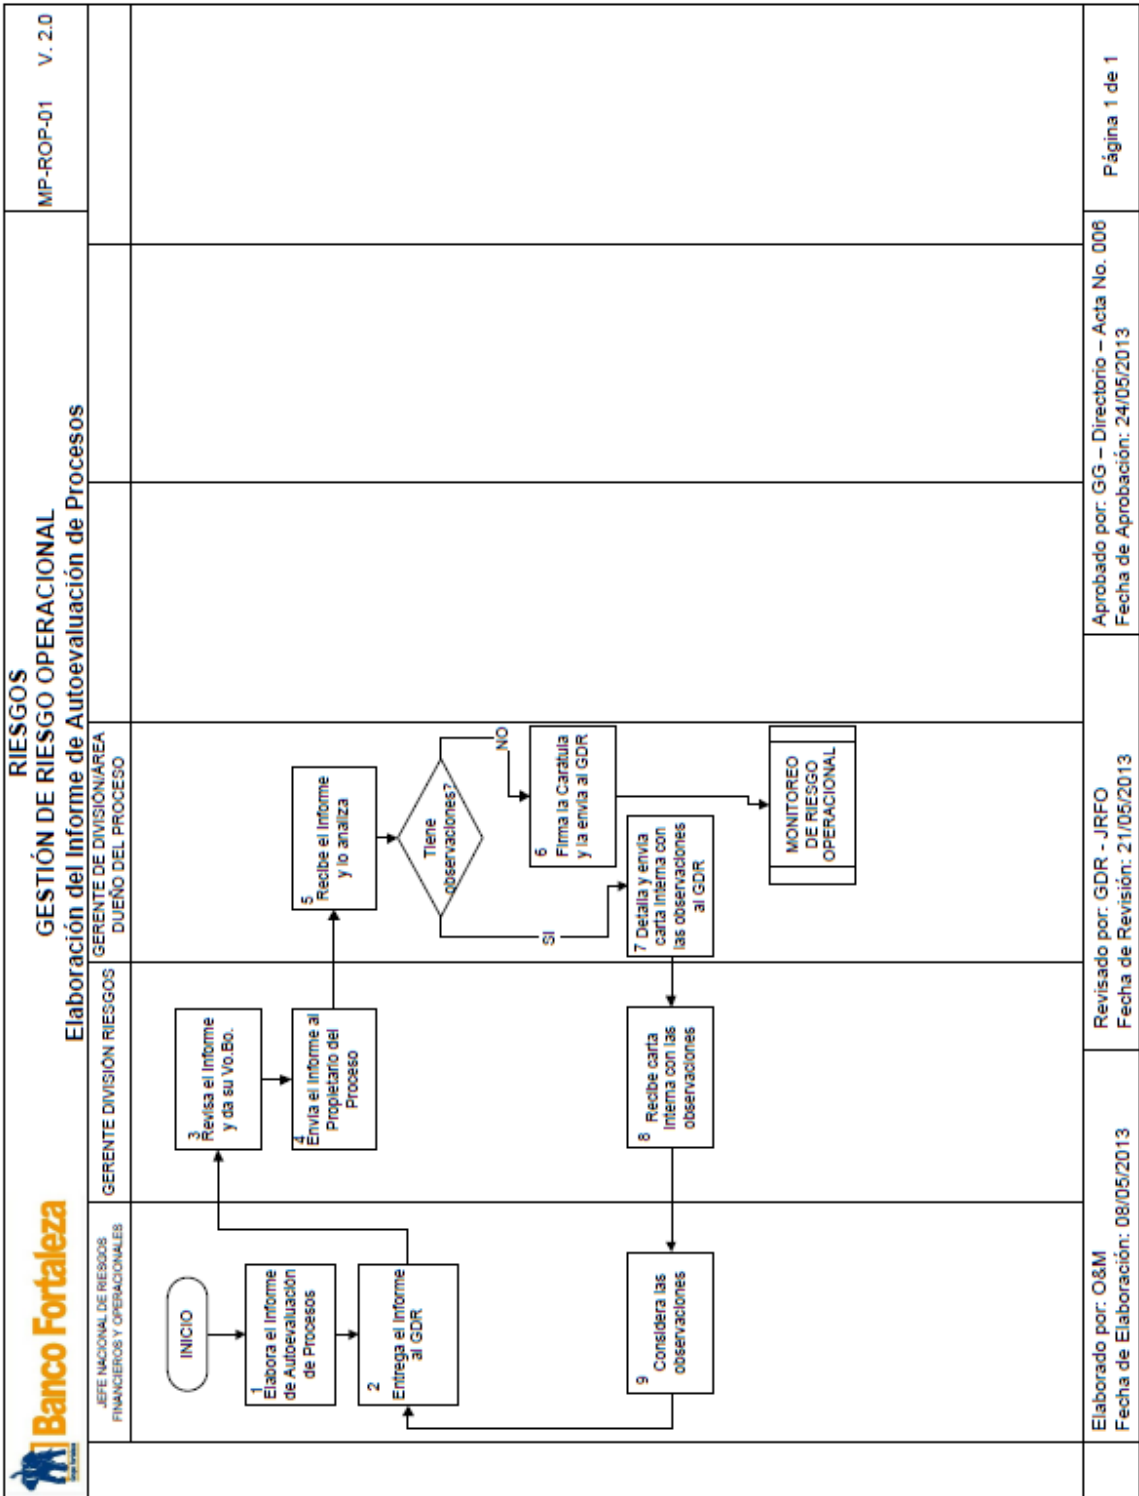 Banco Fortaleza
Grupo Fortaleza
RIESGOS
GESTIÓN DE RIESGO OPERACIONAL
Elaboración del Informe de Autoevaluación de Procesos
MP-ROP-01 V. 2.0
JEFE NACIONAL DE RIESGOS
FINANCIEROS Y OPERACIONALES
GERENTE DIVISIÓN RIESGOS
GERENTE DE DIVISIÓN/ÁREA
DUEÑO DEL PROCESO
INICIO
1
Elabora el Informe
de Autoevaluación
de Procesos
2
Entrega el Informe
al GDR
3
Revisa el Informe
y da su Vo.Bo.
4
Envía el Informe al
Propietario del
Proceso
5
Recibe el Informe
y lo analiza
Tiene
observaciones?
NO
SI
6
Firma la Carátula
y la envía al GDR
7 Detalla y envía
carta Interna con
las observaciones
al GDR
8
Recibe carta
Interna con las
observaciones
9
Considera las
observaciones
MONITOREO
DE RIESGO
OPERACIONAL
Elaborado por: O&M
Fecha de Elaboración: 08/05/2013
Revisado por: GDR - JRFO
Fecha de Revisión: 21/05/2013
Aprobado por: GG – Directorio – Acta No. 006
Fecha de Aprobación: 24/05/2013
Página 1 de 1